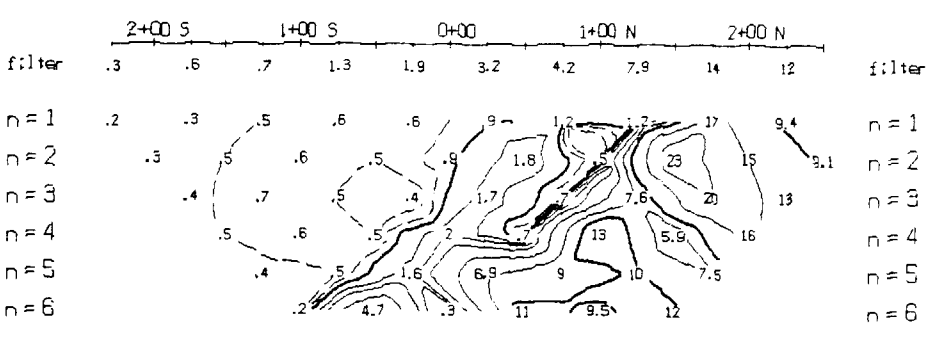 2+00 S 1+00 S 0+00 1+00 N 2+00 N
filter .3 .6 .7 1.3 1.9 3.2 4.2 7.9 14 12 filter
n = 1 .2 .3 .5 .6 .6 .9 1.2 1.7 17 9.4 n = 1
n = 2 .3 .5 .6 .5 .9 1.8 .5 23 15 9.1 n = 2
n = 3 .4 .7 .5 .4 1.7 .7 7.6 20 13 n = 3
n = 4 .5 .6 .5 2 .7 13 5.9 16 n = 4
n = 5 .4 .5 1.6 6.9 9 10 7.5 n = 5
n = 6 .2 4.7 .3 11 9.5 12 n = 6